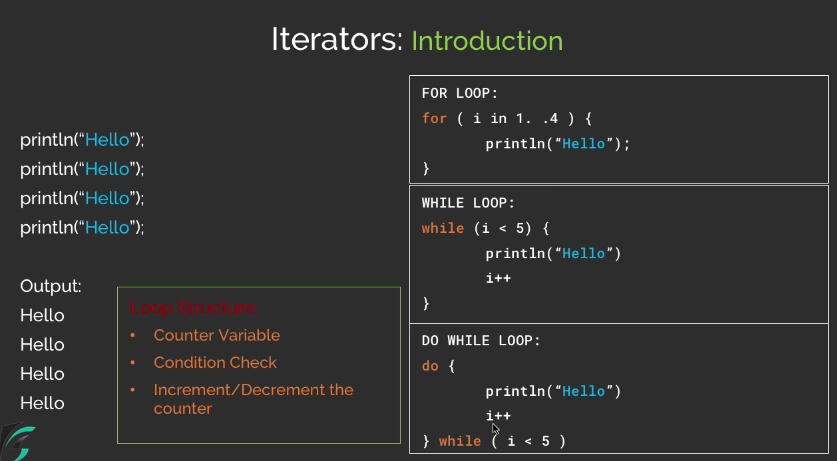 Iterators: Introduction
println(“Hello”);
println(“Hello”);
println(“Hello”);
println(“Hello”);
Output:
Hello
Hello
Hello
Hello
Loop Structure:
• Counter Variable
• Condition Check
• Increment/Decrement the
counter
FOR LOOP:
for ( i in 1. .4 ) {
println(“Hello”);
}
WHILE LOOP:
while (i < 5) {
println(“Hello”)
i++
}
DO WHILE LOOP:
do {
println(“Hello”)
i++
} while ( i < 5 )